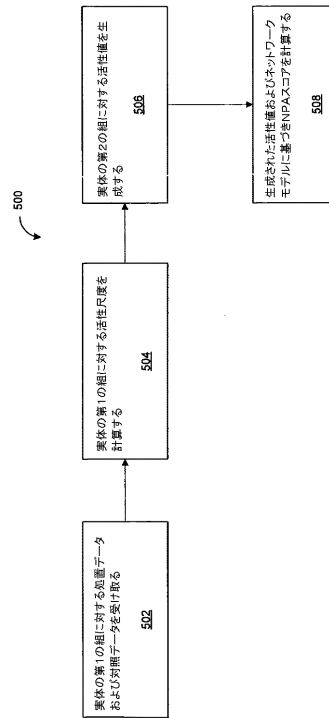 500
実体の第1の組に対する処置データ
および対照データを受け取る
502
実体の第1の組に対する活性尺度を
計算する
504
実体の第2の組に対する活性値を生
成する
506
生成された活性値およびネットワーク
モデルに基づきNPAスコアを計算する
508